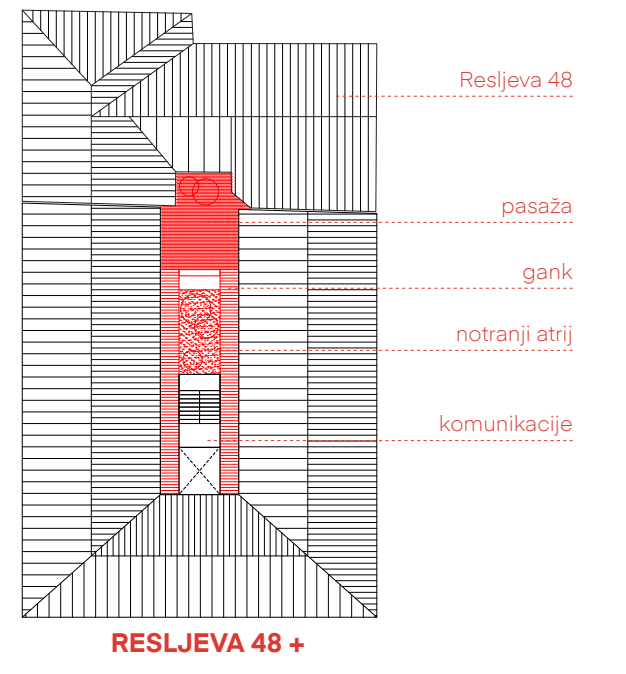 Resljeva 48
pasaža
gank
notranji atrij
komunikacije
RESLJEVA 48 +